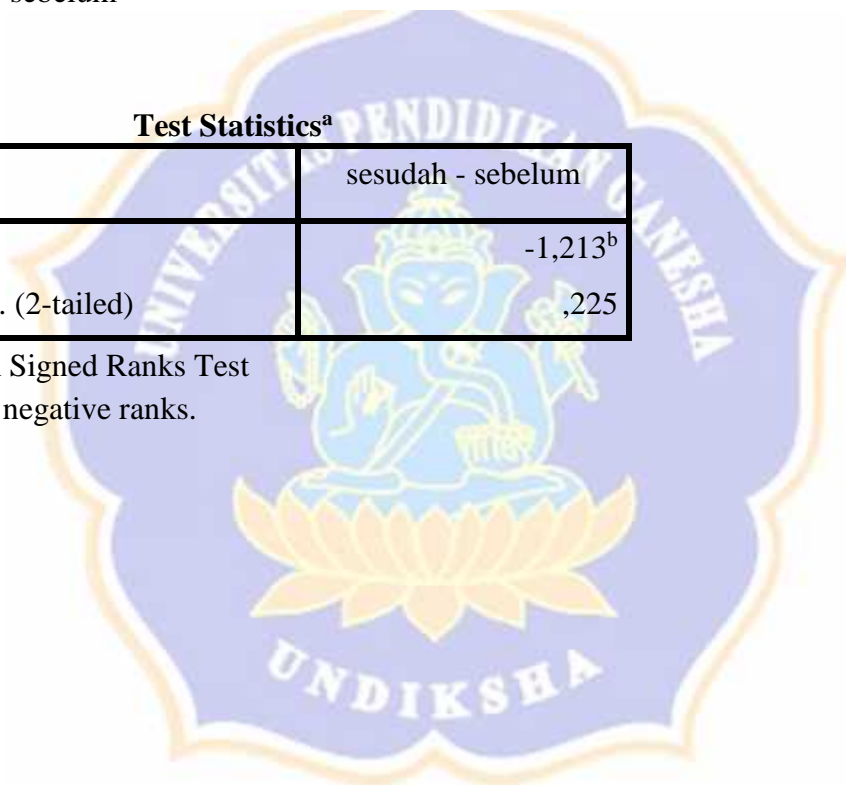 sebelum
Test Statisticsᵃ
sesudah - sebelum
-1,213ᵇ
. (2-tailed) ,225
Signed Ranks Test
negative ranks.
UNIVERSITAS PENDIDIKAN GANESHA
UNDIKSHA